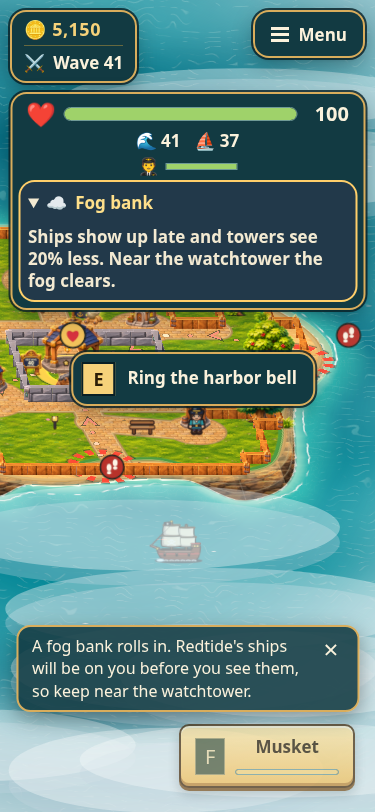 5,150
Menu
Wave 41
100
41 37
Fog bank
Ships show up late and towers see
20% less. Near the watchtower the
fog clears.
E Ring the harbor bell
A fog bank rolls in. Redtide's ships
will be on you before you see them,
so keep near the watchtower.
F Musket